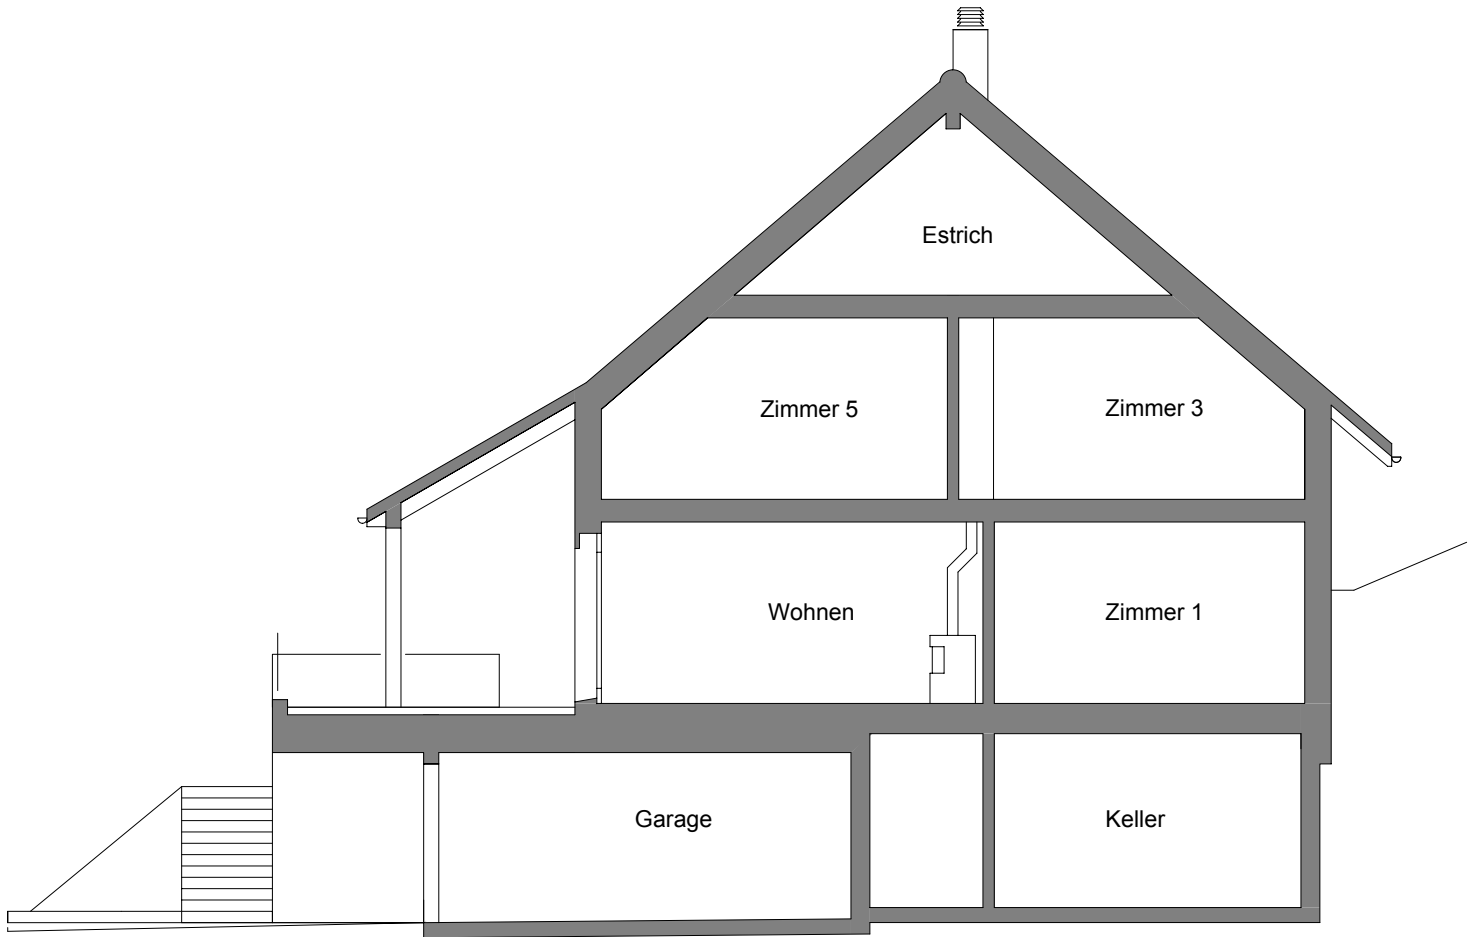 Estrich
Zimmer 5
Zimmer 3
Wohnen
Zimmer 1
Garage
Keller